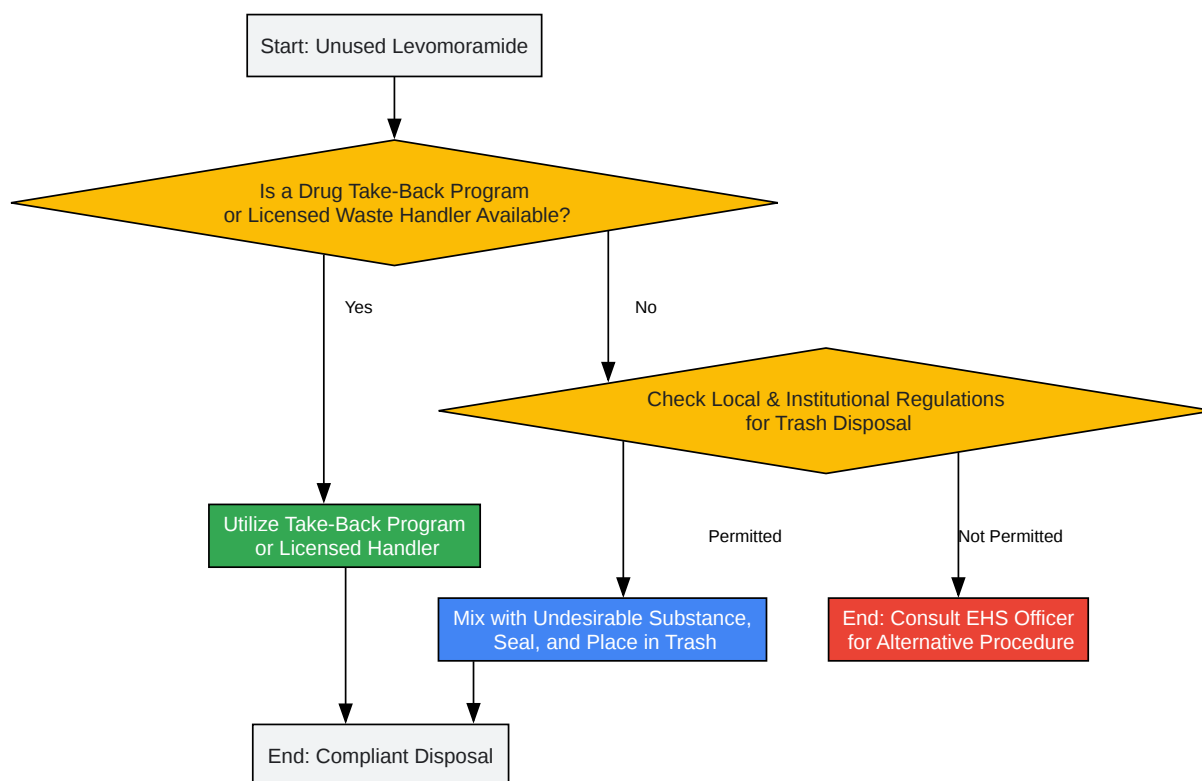 Start: Unused Levomoramide
Is a Drug Take-Back Program
or Licensed Waste Handler Available?
Yes
No
Check Local & Institutional Regulations
for Trash Disposal
Utilize Take-Back Program
or Licensed Handler
Permitted
Not Permitted
Mix with Undesirable Substance,
Seal, and Place in Trash
End: Consult EHS Officer
for Alternative Procedure
End: Compliant Disposal